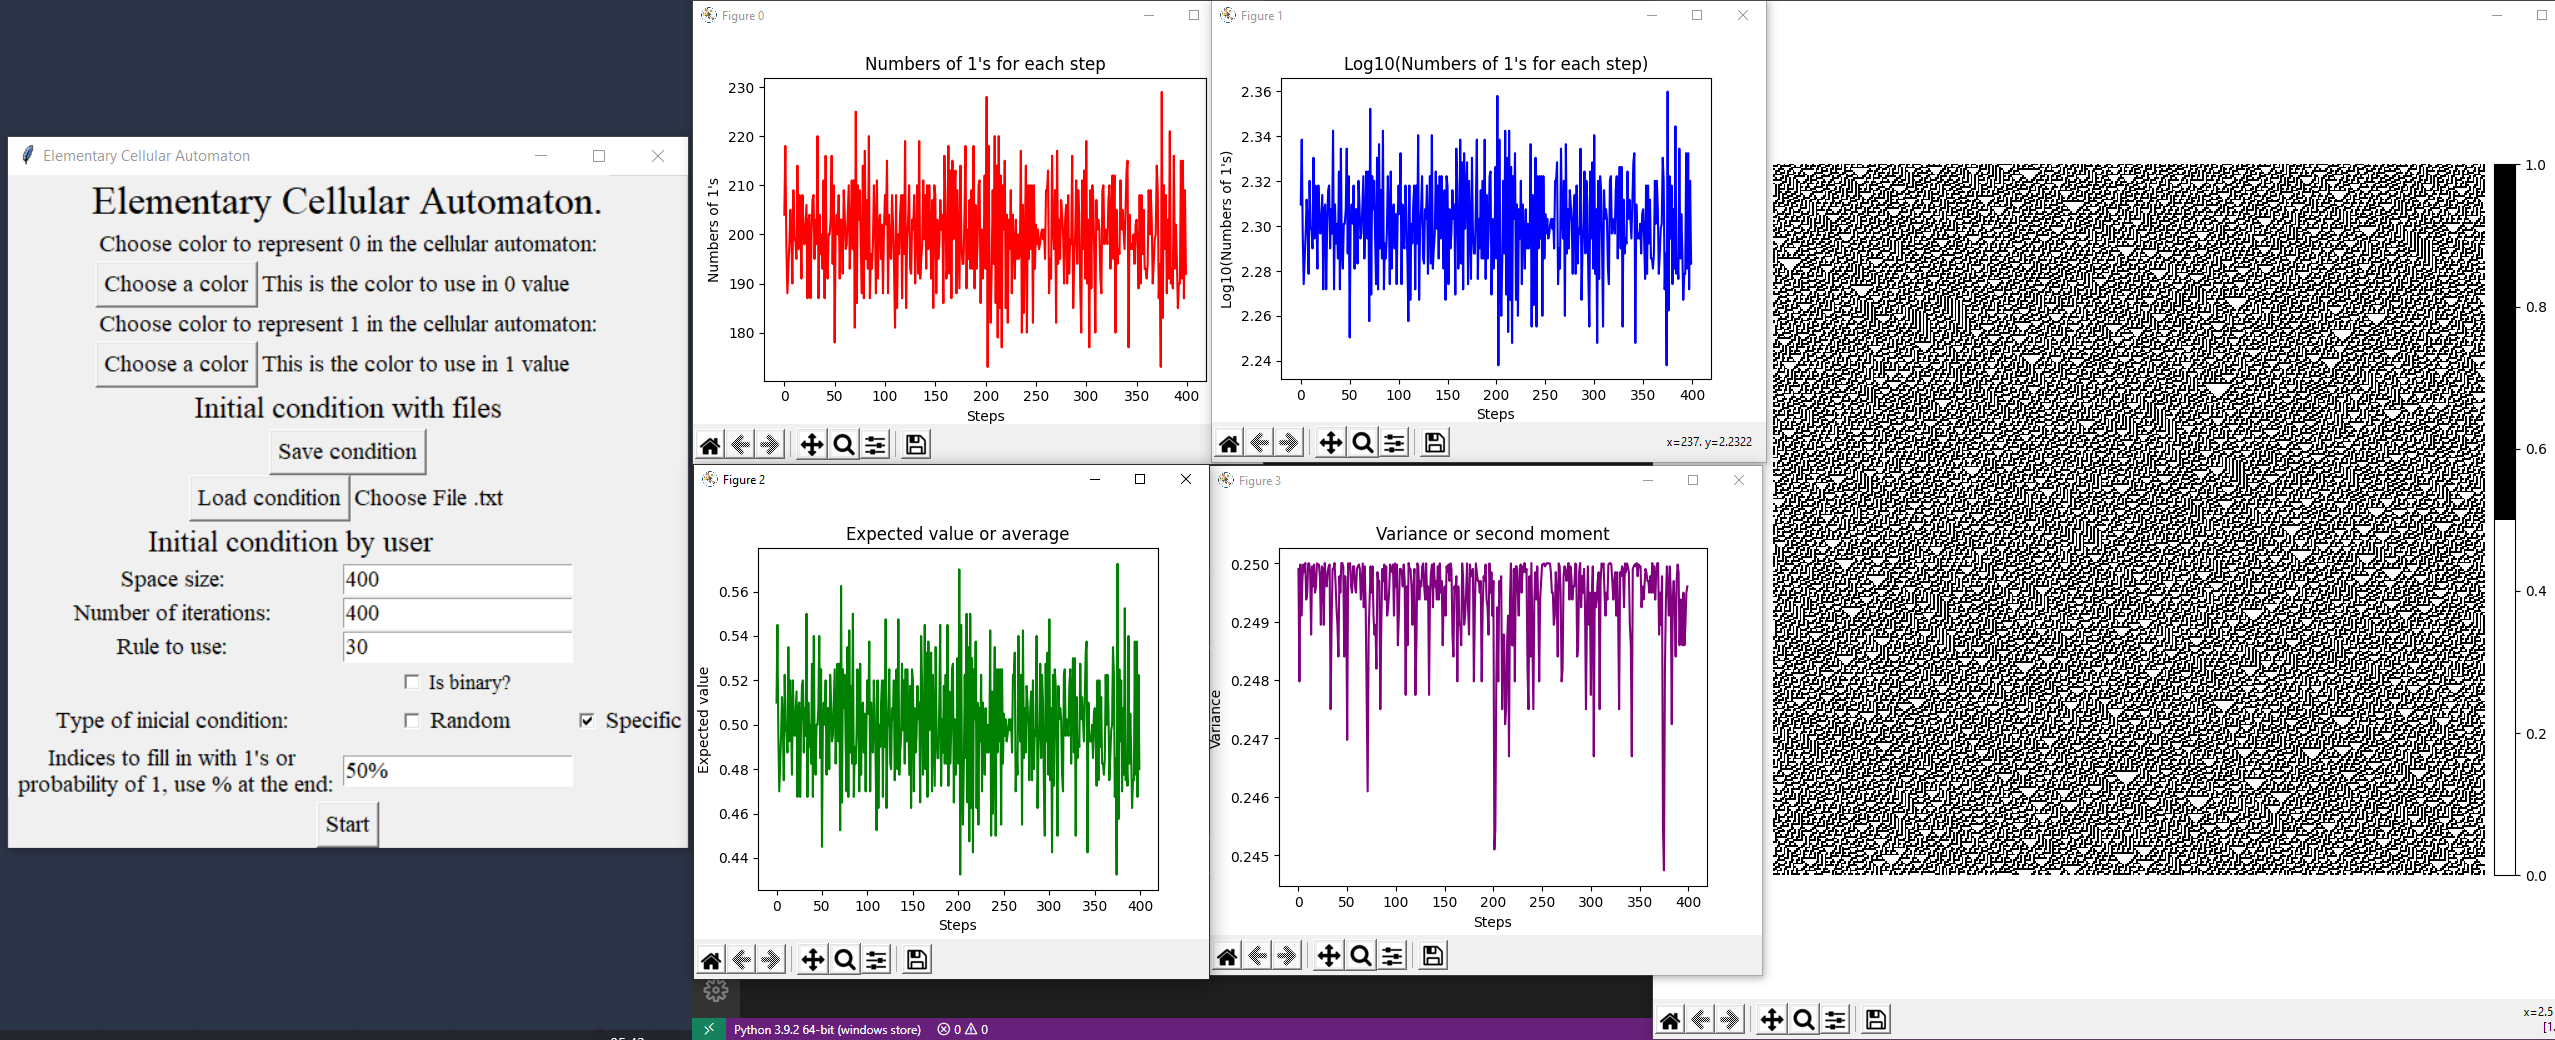 Elementary Cellular Automaton
Elementary Cellular Automaton.
Choose color to represent 0 in the cellular automaton:
Choose a color This is the color to use in 0 value
Choose color to represent 1 in the cellular automaton:
Choose a color This is the color to use in 1 value
Initial condition with files
Save condition
Load condition Choose File .txt
Initial condition by user
Space size: 400
Number of iterations: 400
Rule to use: 30
Is binary?
Type of inicial condition: Random Specific
Indices to fill in with 1's or
probability of 1, use % at the end: 50%
Start
Figure 0
Numbers of 1's for each step
230
220
210
200
190
180
Numbers of 1's
0 50 100 150 200 250 300 350 400
Steps
Figure 1
Log10(Numbers of 1's for each step)
2.36
2.34
2.32
2.30
2.28
2.26
2.24
Log10(Numbers of 1's)
0 50 100 150 200 250 300 350 400
Steps
x=237. y=2.2322
Figure 2
Expected value or average
0.56
0.54
0.52
0.50
0.48
0.46
0.44
Expected value
0 50 100 150 200 250 300 350 400
Steps
Figure 3
Variance or second moment
0.250
0.249
0.248
0.247
0.246
0.245
Variance
0 50 100 150 200 250 300 350 400
Steps
1.0
0.8
0.6
0.4
0.2
0.0
x=2.5
[1.
Python 3.9.2 64-bit (windows store) 0 0